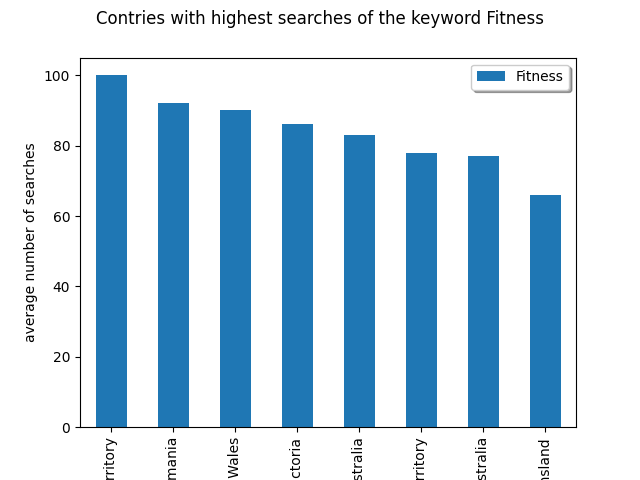 Contries with highest searches of the keyword Fitness
Fitness
average number of searches
100
80
60
40
20
0
rritory
mania
Wales
ctoria
stralia
rritory
stralia
nsland